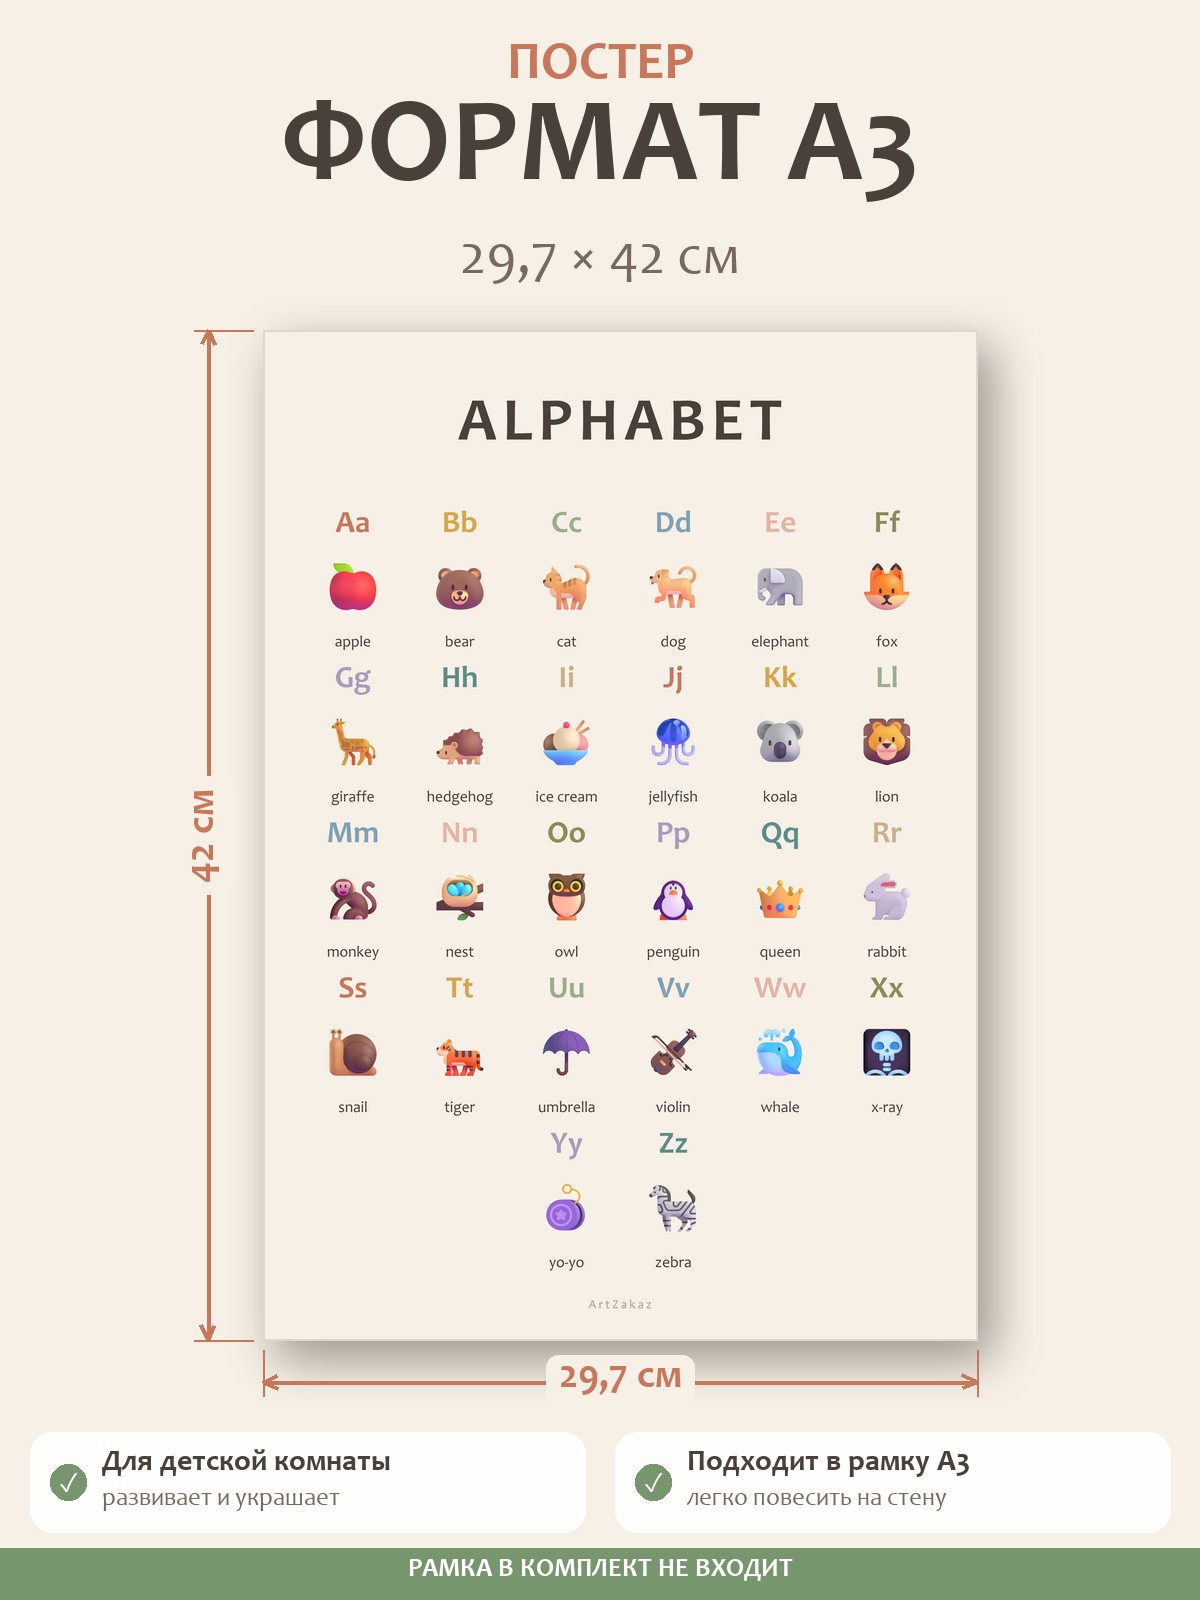 ПОСТЕР
ФОРМАТ А3
29,7 × 42 см
ALPHABET
Aa Bb Cc Dd Ee Ff
apple bear cat dog elephant fox
Gg Hh Ii Jj Kk Ll
giraffe hedgehog ice cream jellyfish koala lion
42 см
Mm Nn Oo Pp Qq Rr
monkey nest owl penguin queen rabbit
Ss Tt Uu Vv Ww Xx
snail tiger umbrella violin whale x-ray
Yy Zz
yo-yo zebra
ArtZakaz
29,7 см
Для детской комнаты
развивает и украшает
Подходит в рамку А3
легко повесить на стену
РАМКА В КОМПЛЕКТ НЕ ВХОДИТ